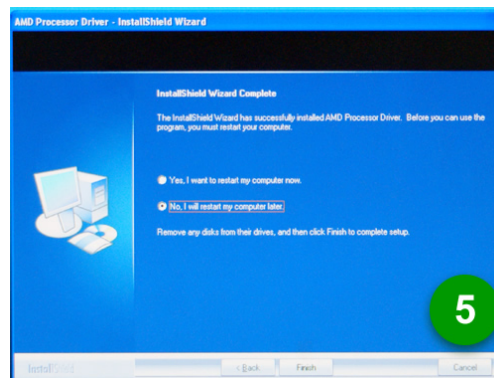 AMD Processor Driver - InstallShield Wizard
InstallShield Wizard Complete
The InstallShield Wizard has successfully installed AMD Processor Driver. Before you can use the
program, you must restart your computer.
Yes, I want to restart my computer now.
No, I will restart my computer later.
Remove any disks from their drives, and then click Finish to complete setup.
5
< Back
Finish
Cancel